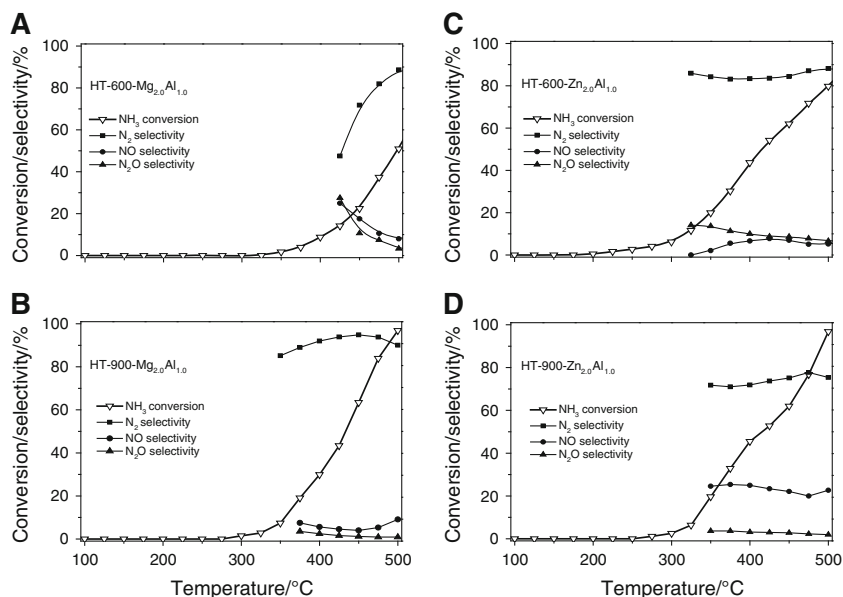 A
Conversion/selectivity/%
100
80
60
40
20
0
HT-600-Mg2.0Al1.0
NH3 conversion
N2 selectivity
NO selectivity
N2O selectivity
B
Conversion/selectivity/%
100
80
60
40
20
0
HT-900-Mg2.0Al1.0
NH3 conversion
N2 selectivity
NO selectivity
N2O selectivity
100 200 300 400 500
Temperature/°C
C
Conversion/selectivity/%
100
80
60
40
20
0
HT-600-Zn2.0Al1.0
NH3 conversion
N2 selectivity
NO selectivity
N2O selectivity
D
Conversion/selectivity/%
100
80
60
40
20
0
HT-900-Zn2.0Al1.0
NH3 conversion
N2 selectivity
NO selectivity
N2O selectivity
100 200 300 400 500
Temperature/°C